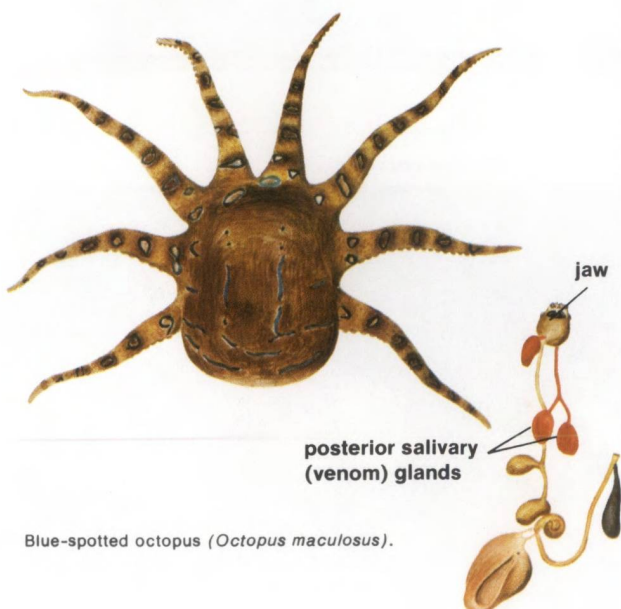 jaw
posterior salivary
(venom) glands
Blue-spotted octopus (Octopus maculosus).